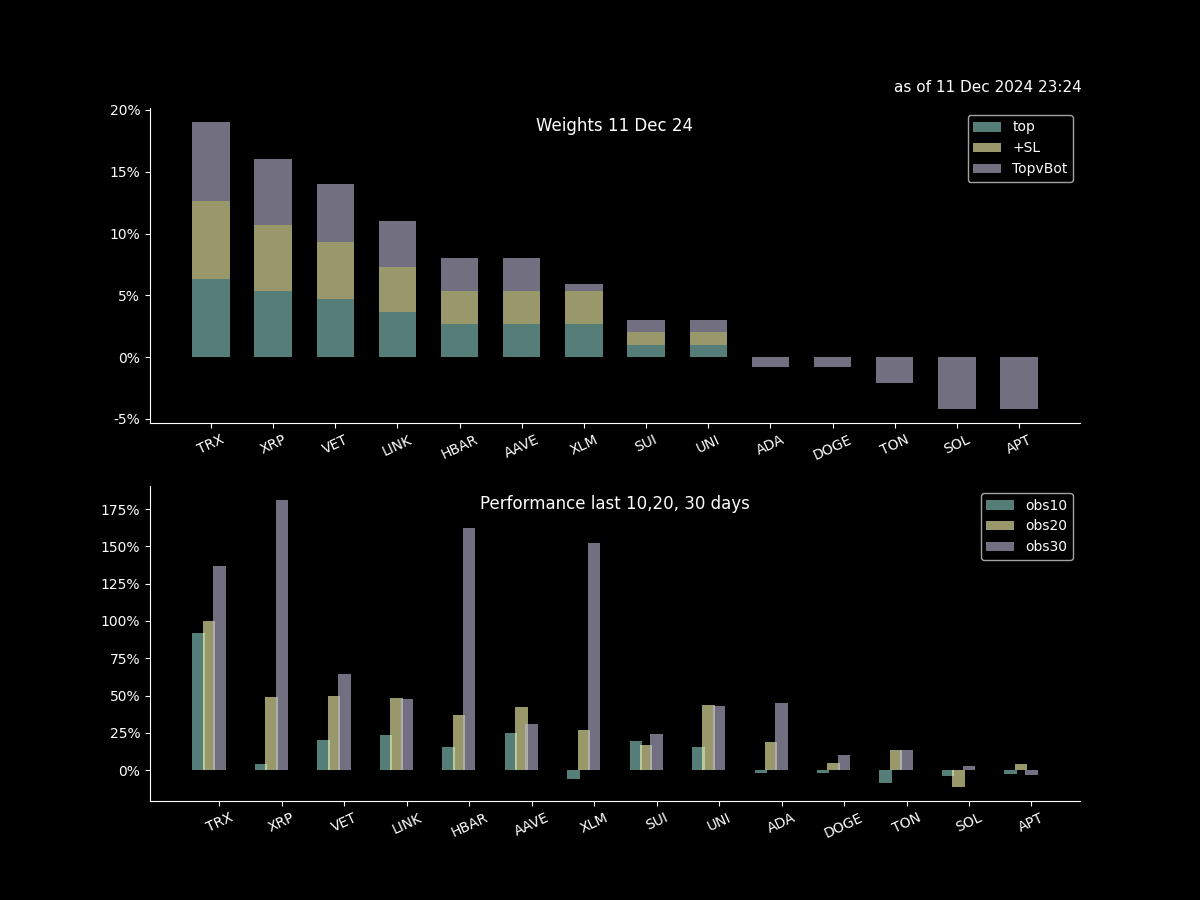 as of 11 Dec 2024 23:24
Weights 11 Dec 24
top
+SL
TopvBot
20%
15%
10%
5%
0%
-5%
TRX XRP VET LINK HBAR AAVE XLM SUI UNI ADA DOGE TON SOL APT
Performance last 10,20, 30 days
obs10
obs20
obs30
175%
150%
125%
100%
75%
50%
25%
0%
TRX XRP VET LINK HBAR AAVE XLM SUI UNI ADA DOGE TON SOL APT